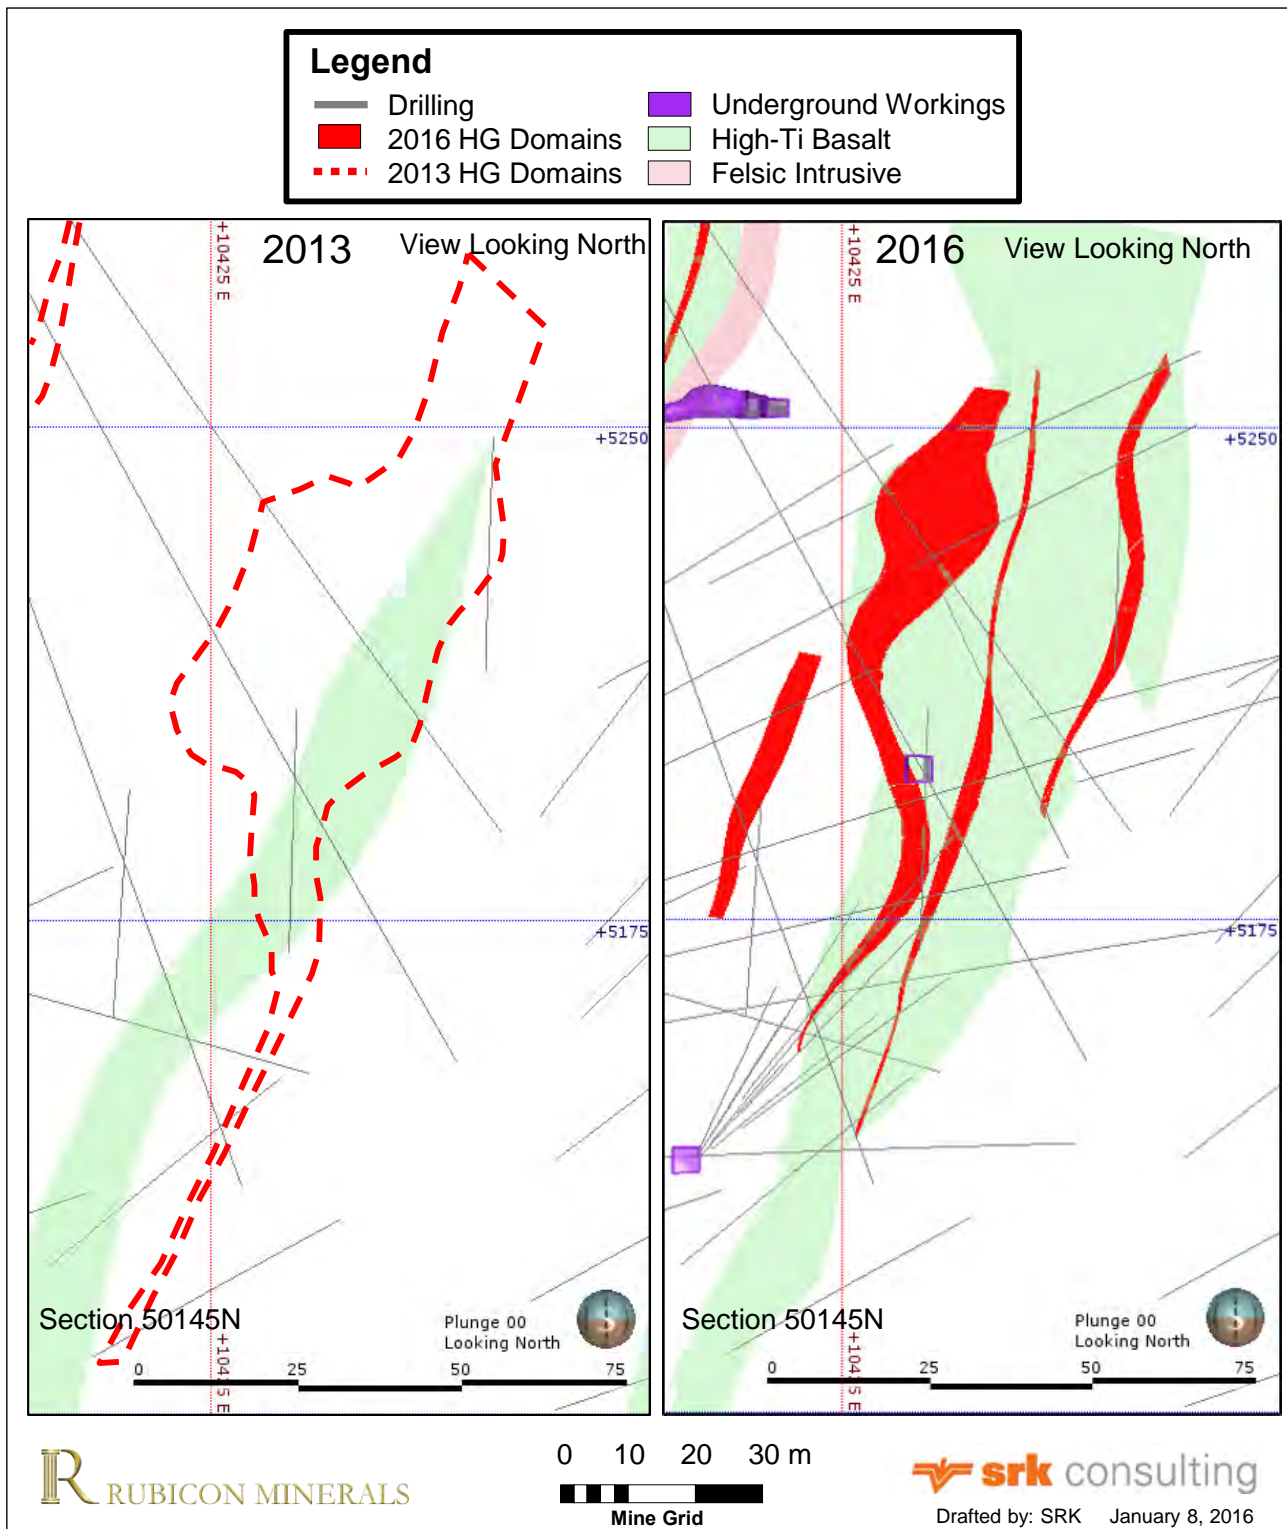 Legend
Drilling
2016 HG Domains
2013 HG Domains
Underground Workings
High-Ti Basalt
Felsic Intrusive
2013
View Looking North
+10425 E
+5250
+5175
Section 50145N
+10425 E
Plunge 00
Looking North
0 25 50 75
2016
View Looking North
+10425 E
+5250
+5175
Section 50145N
+10425 E
Plunge 00
Looking North
0 25 50 75
R RUBICON MINERALS
0 10 20 30 m
Mine Grid
srk consulting
Drafted by: SRK January 8, 2016